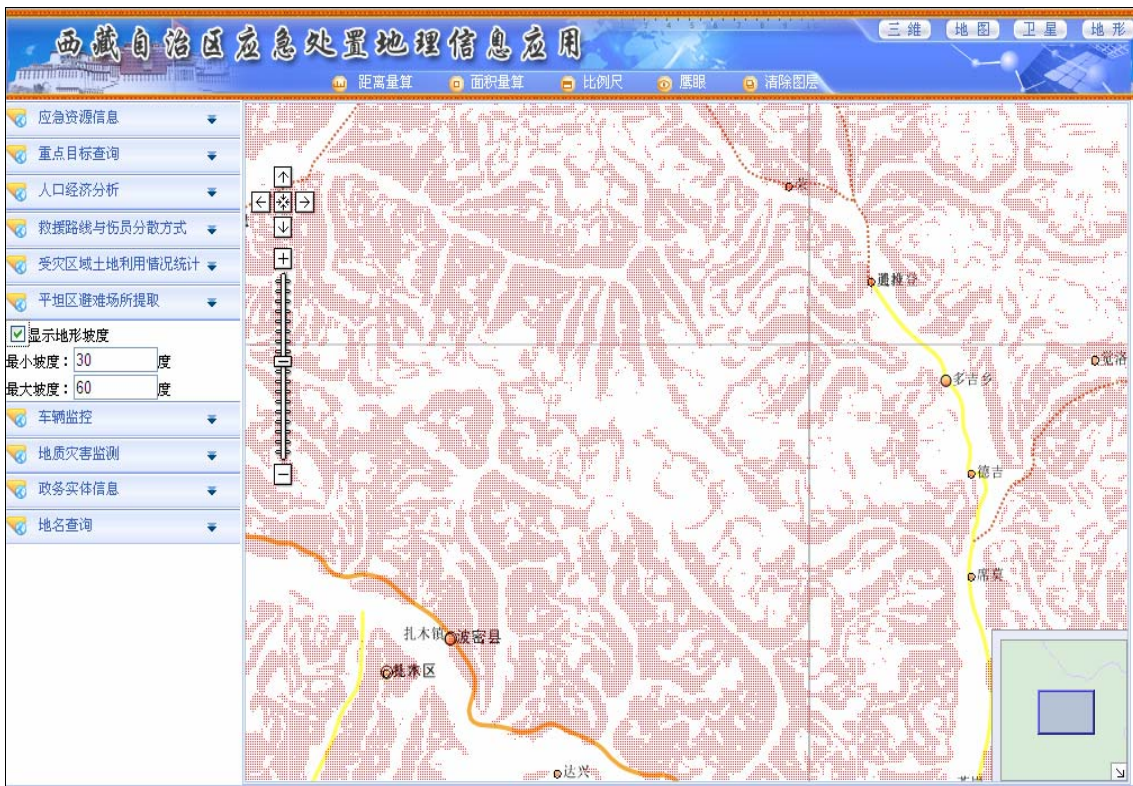 西藏自治区应急处置地理信息应用
三维 地图 卫星 地形
距离量算 面积量算 比例尺 鹰眼 清除图层
应急资源信息
重点目标查询
人口经济分析
救援路线与伤员分散方式
受灾区域土地利用情况统计
平坦区避难场所提取
显示地形坡度
最小坡度：30 度
最大坡度：60 度
车辆监控
地质灾害监测
政务实体信息
地名查询
多吉乡
德吉
席莫
扎木镇
波密县
扎木区
达兴